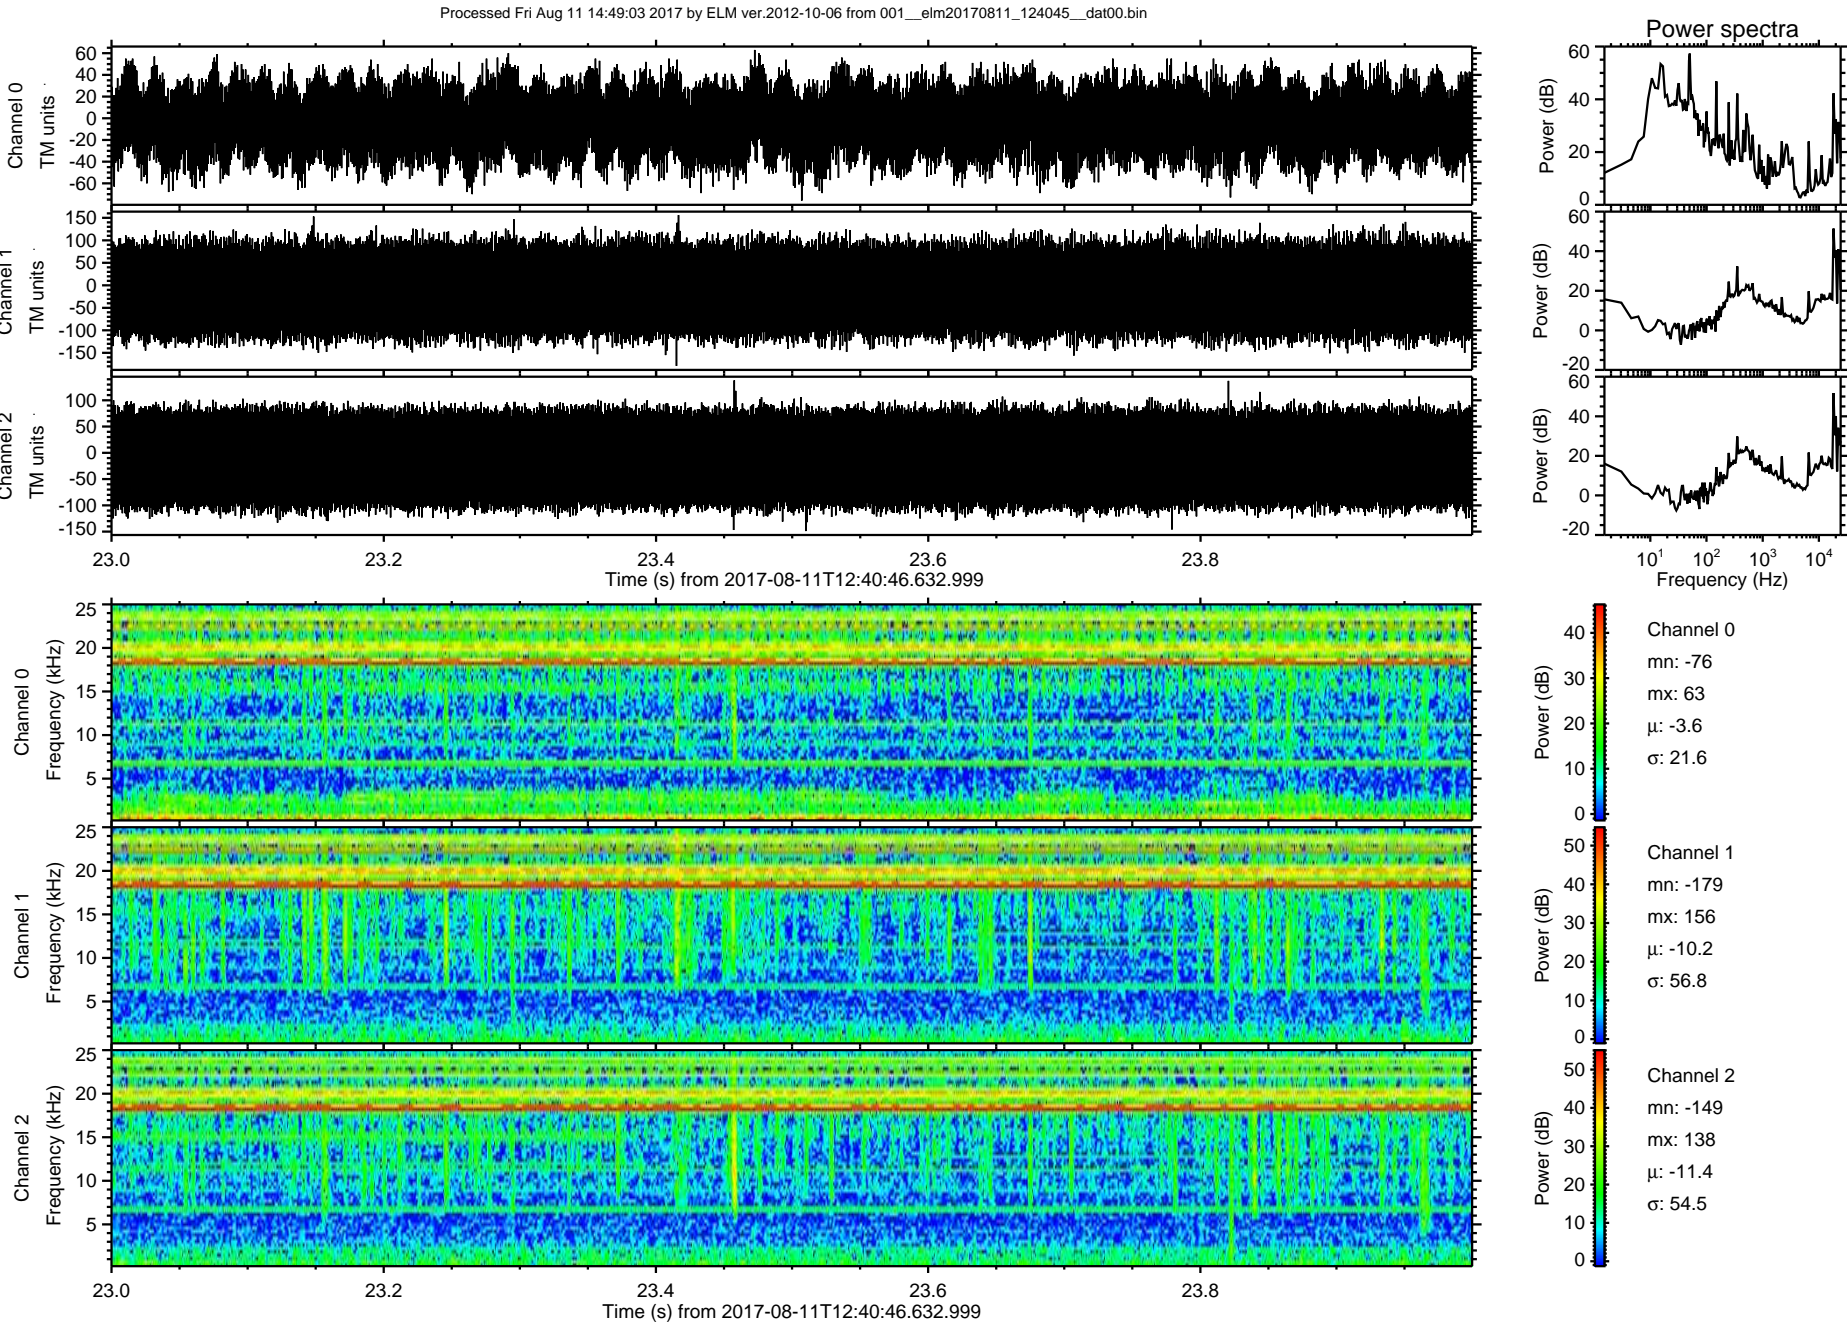 Processed Fri Aug 11 14:49:03 2017 by ELM ver.2012-10-06 from 001__elm20170811_124045__dat00.bin
Power spectra
Channel 0
TM units
60
40
20
0
-20
-40
-60
Power (dB)
60
40
20
0
Channel 1
TM units
150
100
50
0
-50
-100
-150
Power (dB)
60
40
20
0
-20
Channel 2
TM units
100
50
0
-50
-100
-150
Power (dB)
60
40
20
0
-20
23.0 23.2 23.4 23.6 23.8
Time (s) from 2017-08-11T12:40:46.632.999
10^1 10^2 10^3 10^4
Frequency (Hz)
Channel 0
Frequency (kHz)
25
20
15
10
5
Power (dB)
40
30
20
10
0
Channel 0
mn: -76
mx: 63
μ: -3.6
σ: 21.6
Channel 1
Frequency (kHz)
25
20
15
10
5
Power (dB)
50
40
30
20
10
0
Channel 1
mn: -179
mx: 156
μ: -10.2
σ: 56.8
Channel 2
Frequency (kHz)
25
20
15
10
5
Power (dB)
50
40
30
20
10
0
Channel 2
mn: -149
mx: 138
μ: -11.4
σ: 54.5
23.0 23.2 23.4 23.6 23.8
Time (s) from 2017-08-11T12:40:46.632.999